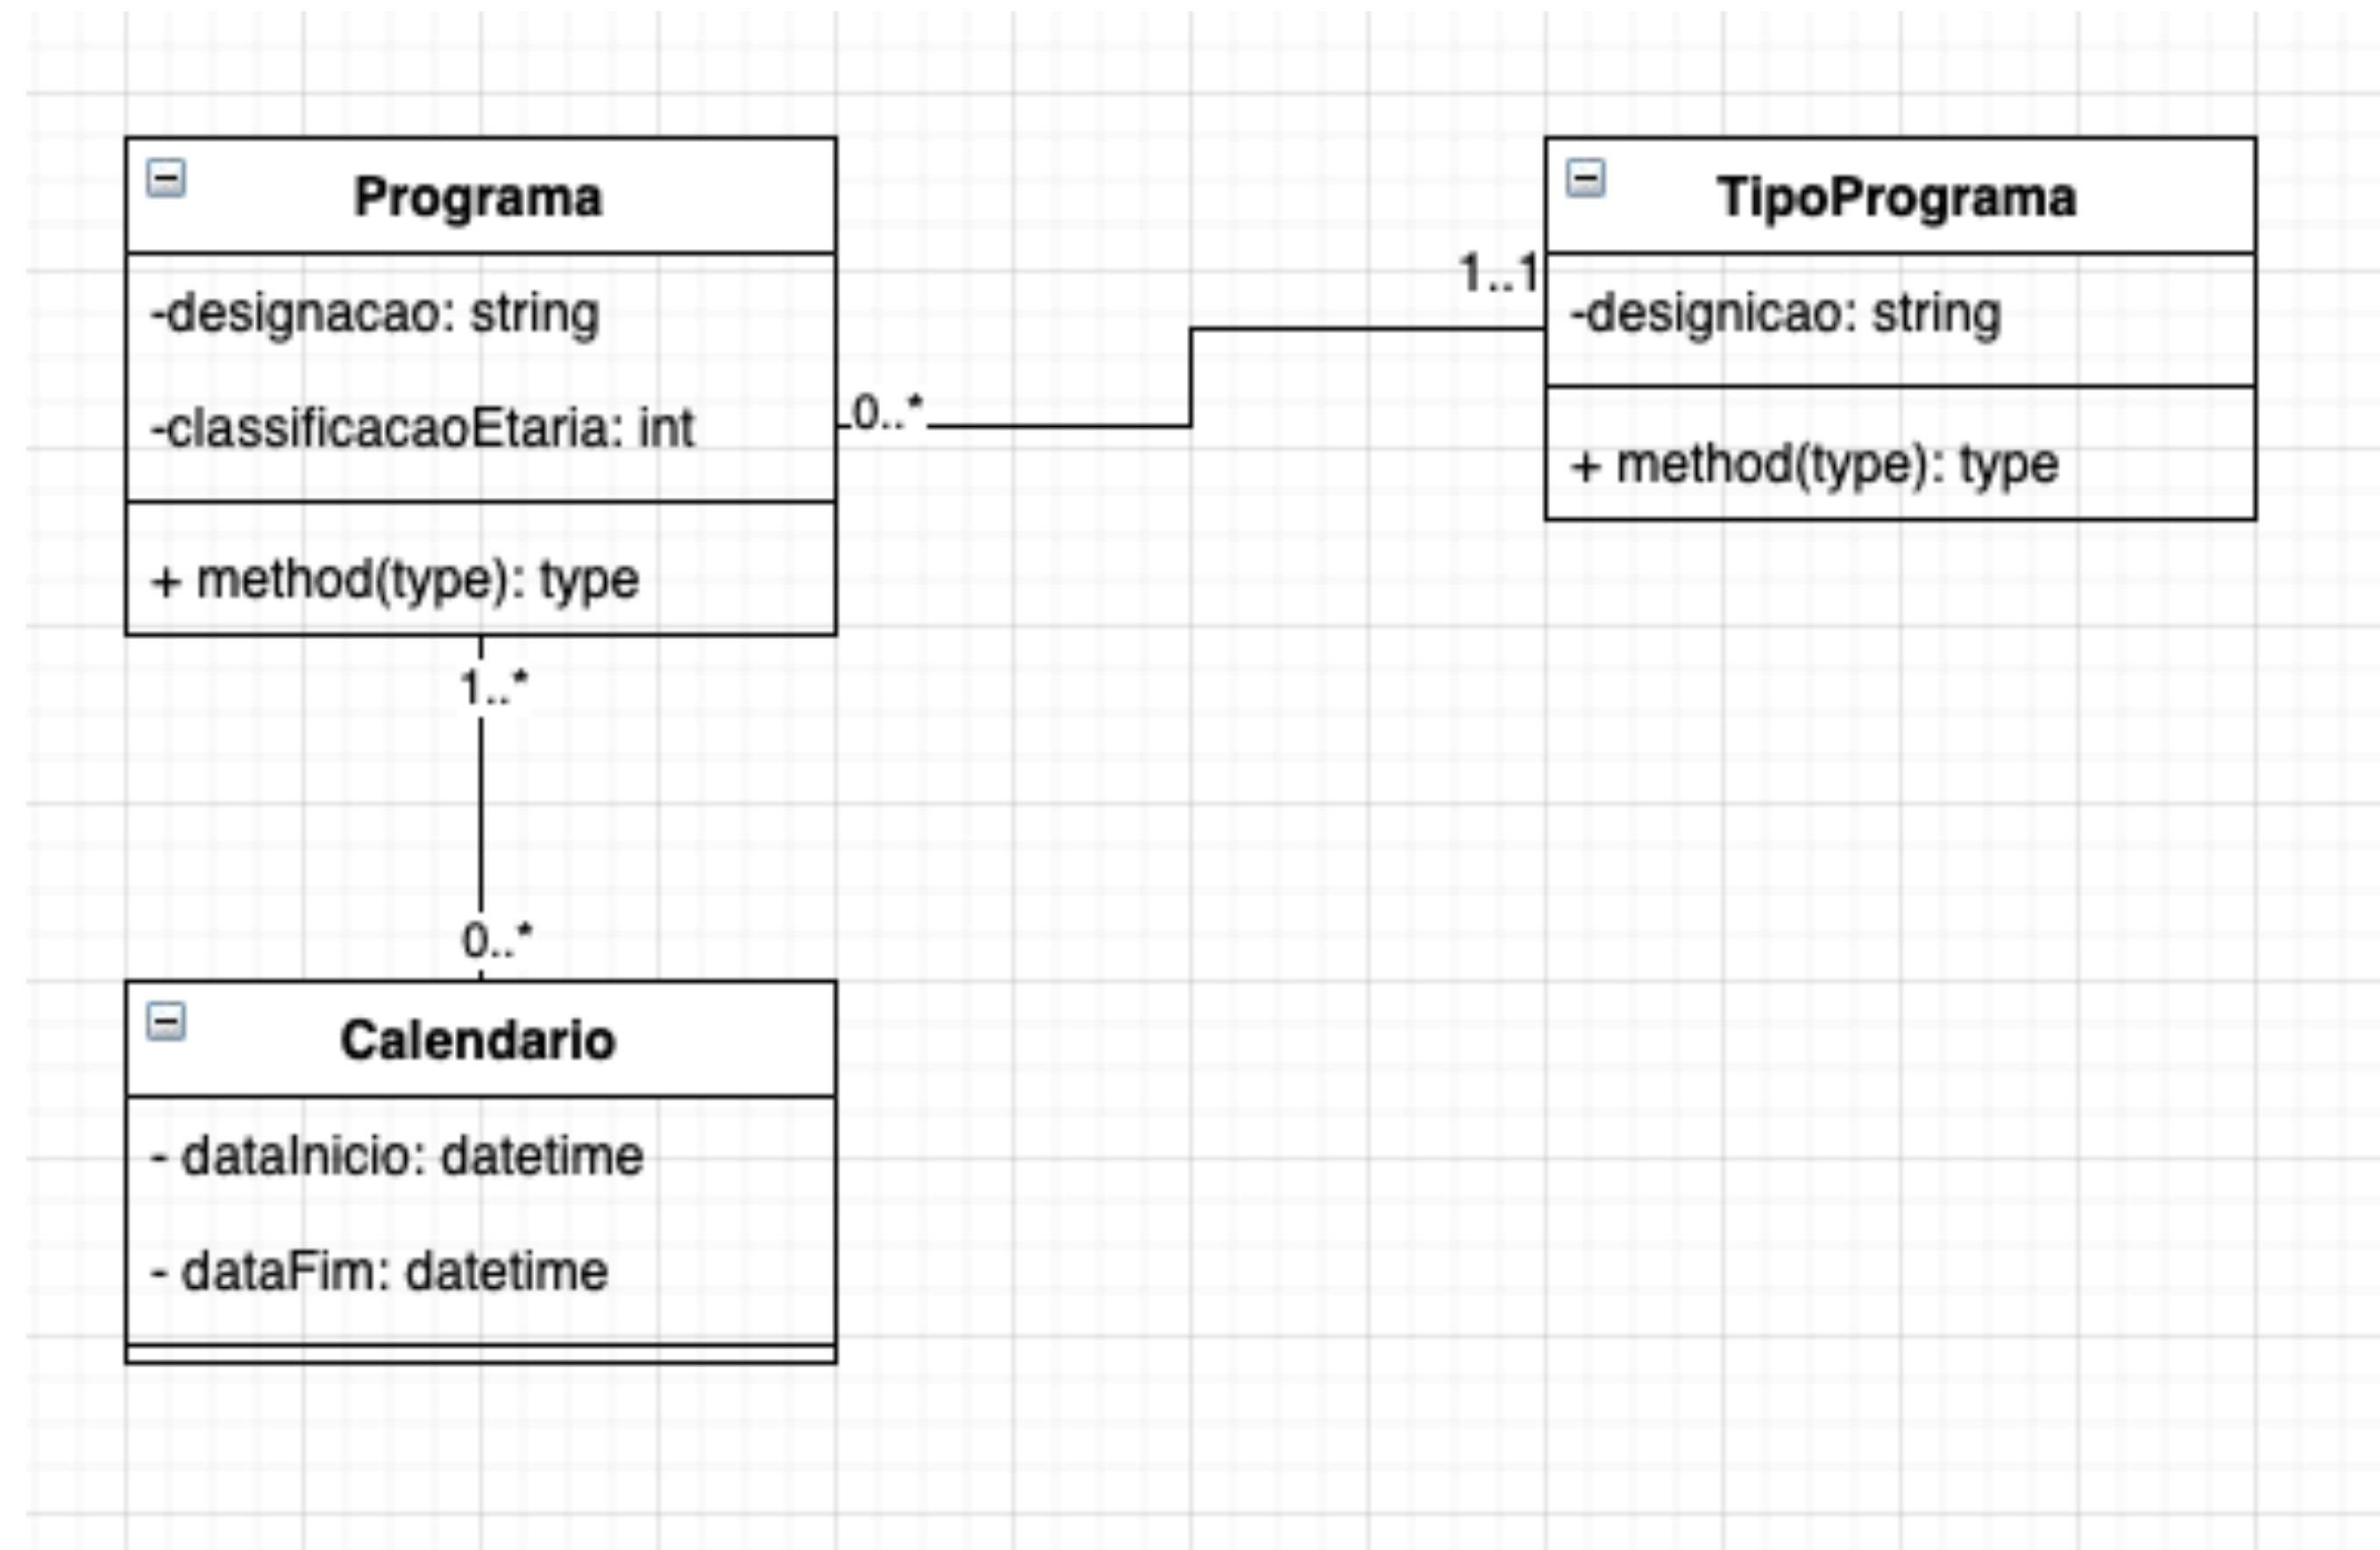 Programa
-designacao: string
-classificacaoEtaria: int
+ method(type): type
0..*
1..1
TipoPrograma
-designicao: string
+ method(type): type
1..*
0..*
Calendario
- dataInicio: datetime
- dataFim: datetime